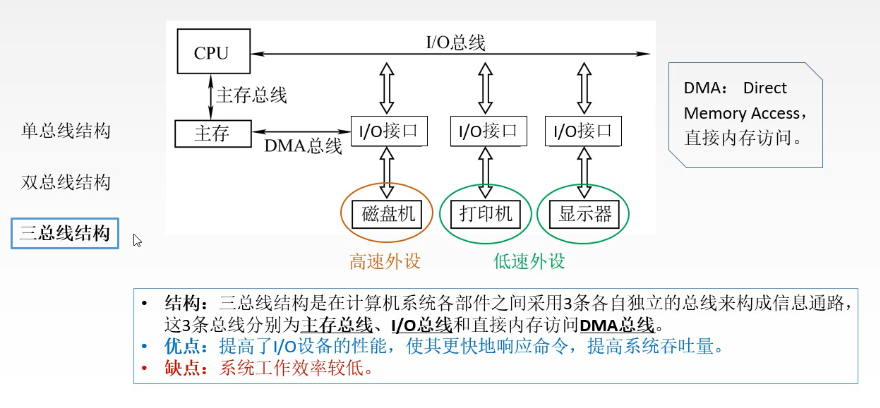 单总线结构
双总线结构
三总线结构
CPU
I/O总线
主存总线
主存
DMA总线
I/O接口
I/O接口
I/O接口
磁盘机
打印机
显示器
高速外设
低速外设
DMA： Direct
Memory Access，
直接内存访问。
• 结构：三总线结构是在计算机系统各部件之间采用3条各自独立的总线来构成信息通路，
这3条总线分别为主存总线、I/O总线和直接内存访问DMA总线。
• 优点：提高了I/O设备的性能，使其更快地响应命令，提高系统吞吐量。
• 缺点：系统工作效率较低。